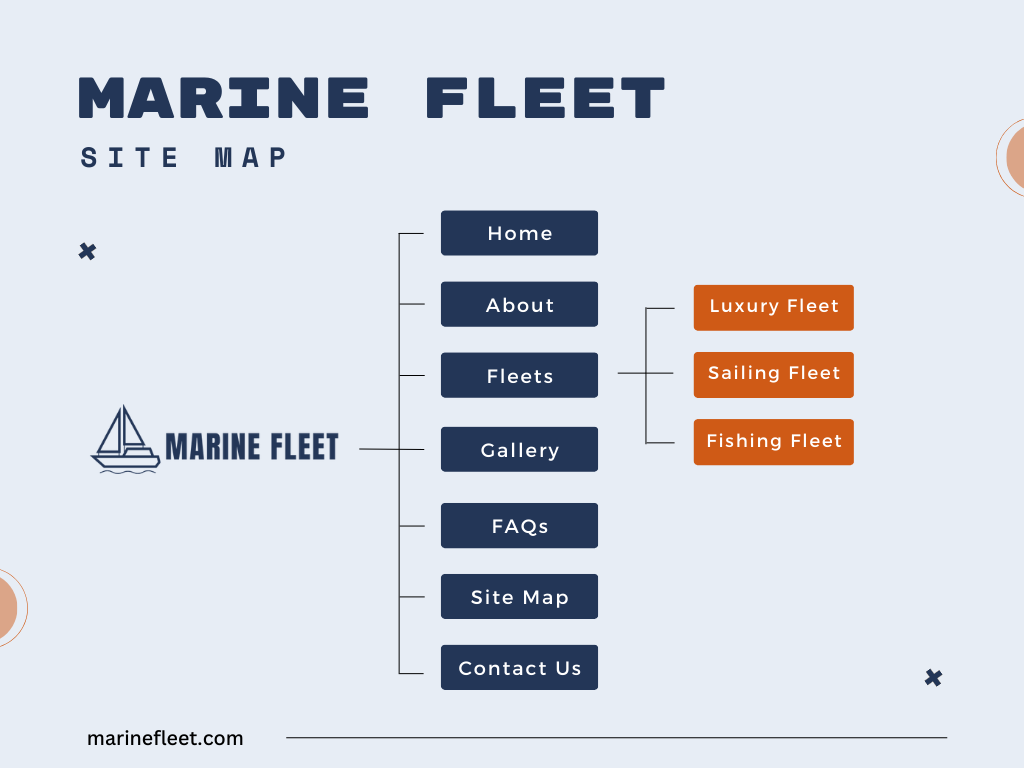 MARINE FLEET
SITE MAP
Home
About
Luxury Fleet
Fleets
Sailing Fleet
Fishing Fleet
MARINE FLEET
Gallery
FAQs
Site Map
Contact Us
marinefleet.com